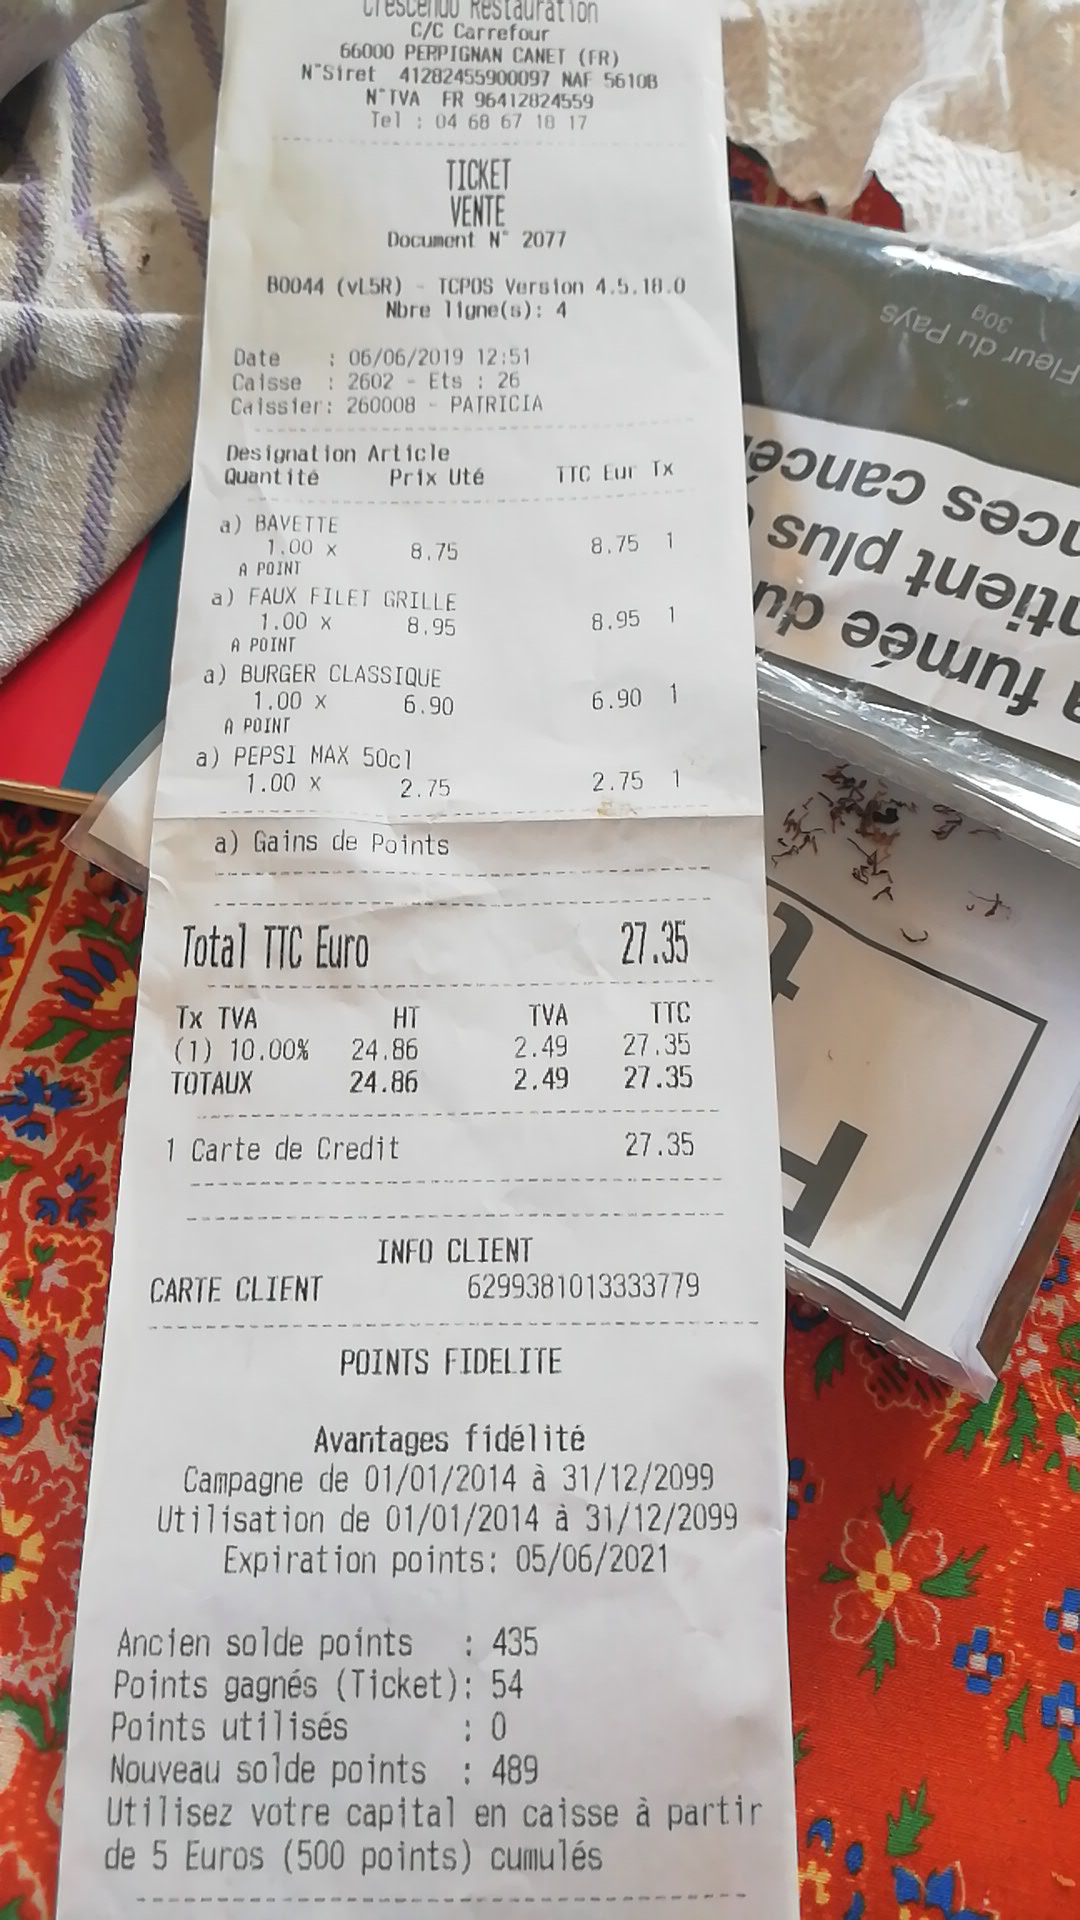 Crescendo Restauration
C/C Carrefour
66000 PERPIGNAN CANET (FR)
N°Siret 41282455900097 NAF 5610B
N°TVA FR 96412824559
Tel : 04 68 67 18 17
TICKET
VENTE
Document N° 2077
B0044 (vL5R) - TCPOS Version 4.5.18.0
Nbre ligne(s): 4
Date : 06/06/2019 12:51
Caisse : 2602 - Ets : 26
Caissier: 260008 - PATRICIA
Designation Article
Quantité Prix Uté TTC Eur Tx
a) BAVETTE
1.00 x 8.75 8.75 1
A POINT
a) FAUX FILET GRILLE
1.00 x 8.95 8.95 1
A POINT
a) BURGER CLASSIQUE
1.00 x 6.90 6.90 1
A POINT
a) PEPSI MAX 50cl
1.00 x 2.75 2.75 1
a) Gains de Points
Total TTC Euro 27.35
Tx TVA HT TVA TTC
(1) 10.00% 24.86 2.49 27.35
TOTAUX 24.86 2.49 27.35
1 Carte de Credit 27.35
INFO CLIENT
CARTE CLIENT 6299381013333779
POINTS FIDELITE
Avantages fidélité
Campagne de 01/01/2014 à 31/12/2099
Utilisation de 01/01/2014 à 31/12/2099
Expiration points: 05/06/2021
Ancien solde points : 435
Points gagnés (Ticket): 54
Points utilisés : 0
Nouveau solde points : 489
Utilisez votre capital en caisse à partir
de 5 Euros (500 points) cumulés
fumée du
plus
Fleur du Pays
30g